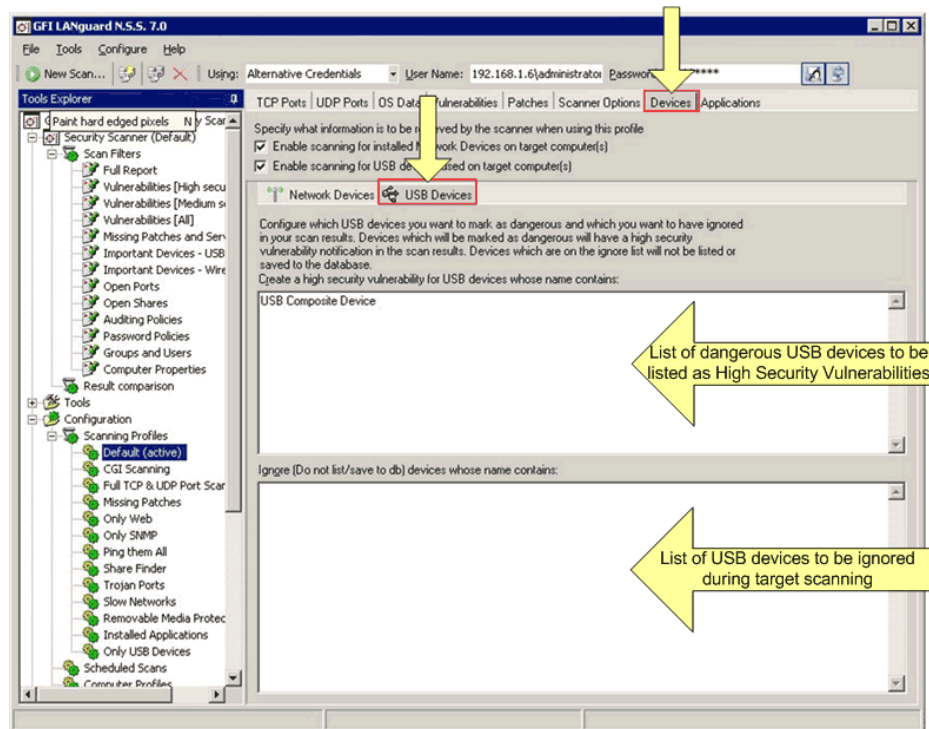 GFI LANguard N.S.S. 7.0
File Tools Configure Help
New Scan... Using: Alternative Credentials User Name: 192.168.1.6\administrator ****
Tools Explorer
TCP Ports UDP Ports OS Data Vulnerabilities Patches Scanner Options Devices Applications
Paint hard edged pixels N
Security Scanner (Default)
Scan Filters
Full Report
Vulnerabilities [High secu
Vulnerabilities [Medium s
Vulnerabilities [All]
Missing Patches and Serv
Important Devices - USB
Important Devices - Wire
Open Ports
Open Shares
Auditing Policies
Password Policies
Groups and Users
Computer Properties
Result comparison
Tools
Configuration
Scanning Profiles
Default (active)
CGI Scanning
Full TCP & UDP Port Scar
Missing Patches
Only Web
Only SNMP
Ping them All
Share Finder
Trojan Ports
Slow Networks
Removable Media Protec
Installed Applications
Only USB Devices
Scheduled Scans
Computer Profiles
Specify what information is to be retrieved by the scanner when using this profile
Enable scanning for installed Network Devices on target computer(s)
Enable scanning for USB devices used on target computer(s)
Network Devices USB Devices
Configure which USB devices you want to mark as dangerous and which you want to have ignored
in your scan results. Devices which will be marked as dangerous will have a high security
vulnerability notification in the scan results. Devices which are on the ignore list will not be listed or
saved to the database.
Create a high security vulnerability for USB devices whose name contains:
USB Composite Device
List of dangerous USB devices to be
listed as High Security Vulnerabilities
Ignore (Do not list/save to db) devices whose name contains:
List of USB devices to be ignored
during target scanning